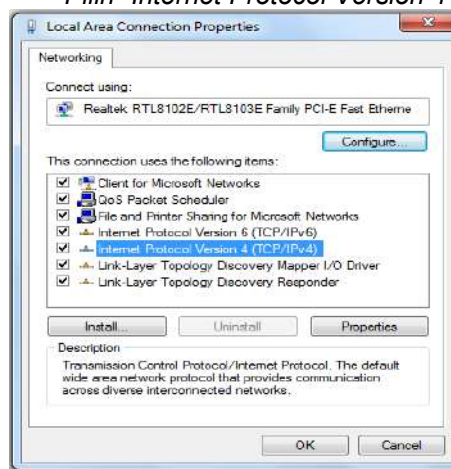 Internet Protocol Version
Local Area Connection Properties
Networking
Connect using:
Realtek RTL8102E/RTL8103E Family PCI-E Fast Etherne
Configure...
This connection uses the following items:
Client for Microsoft Networks
QoS Packet Scheduler
File and Printer Sharing for Microsoft Networks
Internet Protocol Version 6 (TCP/IPv6)
Internet Protocol Version 4 (TCP/IPv4)
Link-Layer Topology Discovery Mapper I/O Driver
Link-Layer Topology Discovery Responder
Install... Uninstall Properties
Description
Transmission Control Protocol/Internet Protocol. The default
wide area network protocol that provides communication
across diverse interconnected networks.
OK Cancel